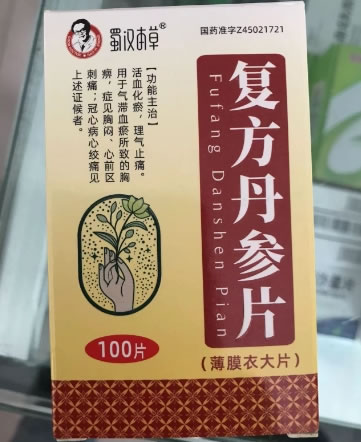 蜀汉本草®
国药准字Z45021721
复方丹参片
Fufang Danshen Pian
(薄膜衣大片)
【功能主治】
活血化瘀，理气止痛。
用于气滞血瘀所致的胸
痹，症见胸闷、心前区
刺痛；冠心病心绞痛见
上述证候者。
100片